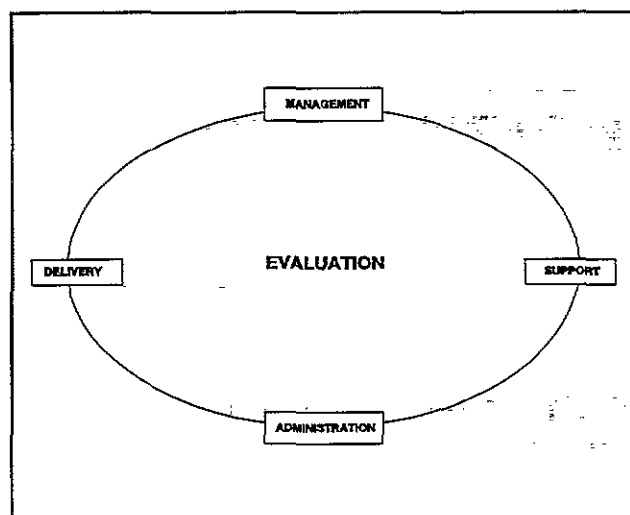 MANAGEMENT
DELIVERY
EVALUATION
SUPPORT
ADMINISTRATION